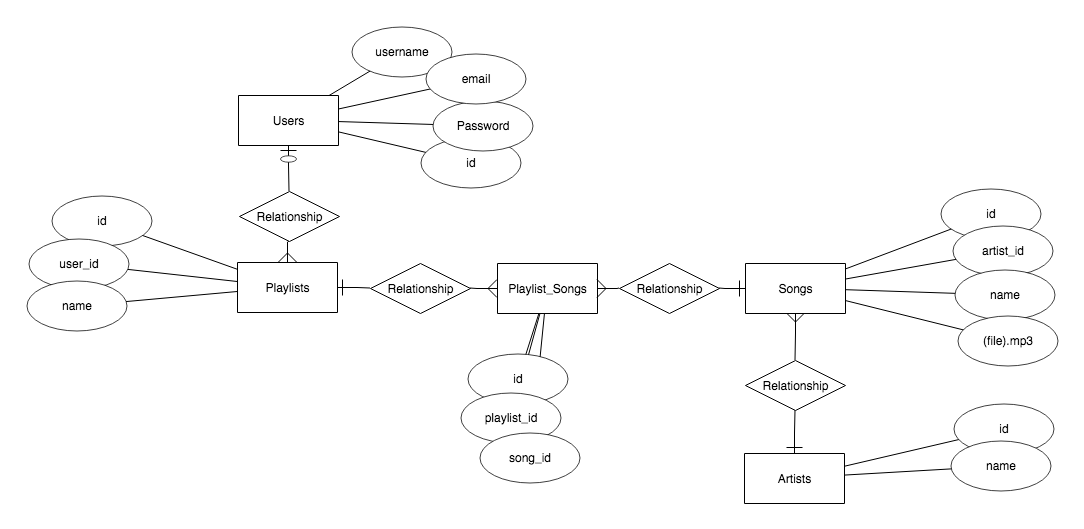 username
email
Users
Password
id
Relationship
id
user_id
name
Playlists
Relationship
Playlist_Songs
Relationship
Songs
id
artist_id
name
(file).mp3
id
playlist_id
song_id
Relationship
Artists
id
name